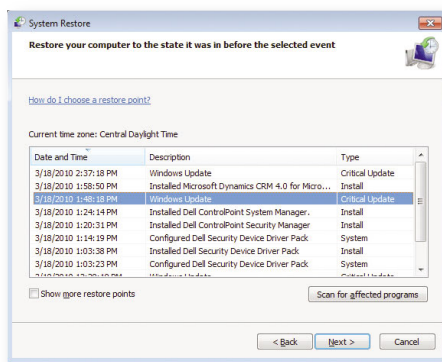 System Restore
Restore your computer to the state it was in before the selected event
How do I choose a restore point?
Current time zone: Central Daylight Time
Date and Time Description Type
3/18/2010 2:37:18 PM Windows Update Critical Update
3/18/2010 1:58:50 PM Installed Microsoft Dynamics CRM 4.0 for Micro... Install
3/18/2010 1:48:18 PM Windows Update Critical Update
3/18/2010 1:24:14 PM Installed Dell ControlPoint System Manager. Install
3/18/2010 1:20:31 PM Installed Dell ControlPoint Security Manager Install
3/18/2010 1:14:19 PM Configured Dell Security Device Driver Pack System
3/18/2010 1:03:38 PM Installed Dell Security Device Driver Pack Install
3/18/2010 1:03:23 PM Configured Dell Security Device Driver Pack System
Show more restore points Scan for affected programs
< Back Next > Cancel